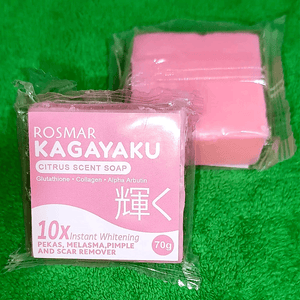 ROSMAR
KAGAYAKU
CITRUS SCENT SOAP
Glutathione • Collagen • Alpha Arbutin
輝く
10x Instant Whitening
PEKAS, MELASMA, PIMPLE
AND SCAR REMOVER
70g